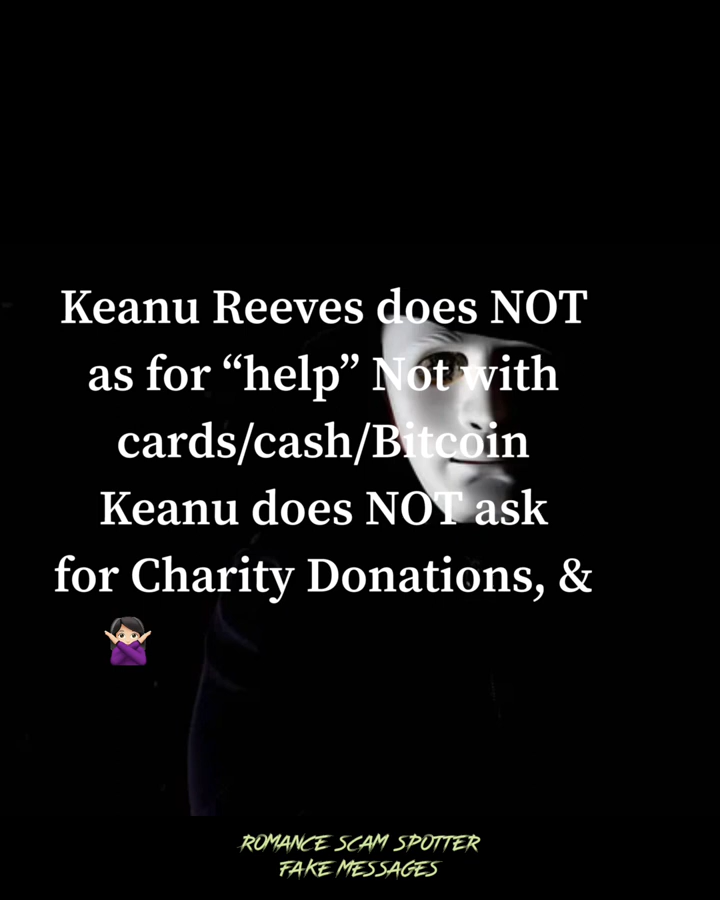 Keanu Reeves does NOT
as for “help” Not with
cards/cash/Bitcoin
Keanu does NOT ask
for Charity Donations, &
🙅🏻‍♀️
ROMANCE SCAM SPOTTER
FAKE MESSAGES